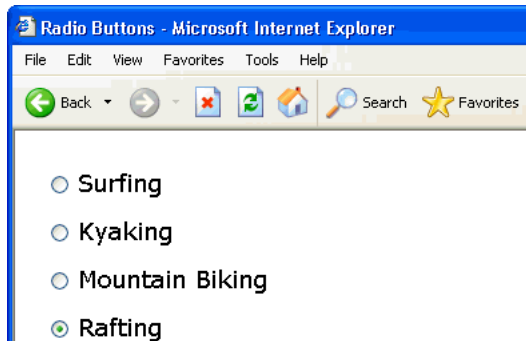 Radio Buttons - Microsoft Internet Explorer
File Edit View Favorites Tools Help
Back Search Favorites
Surfing
Kyaking
Mountain Biking
Rafting